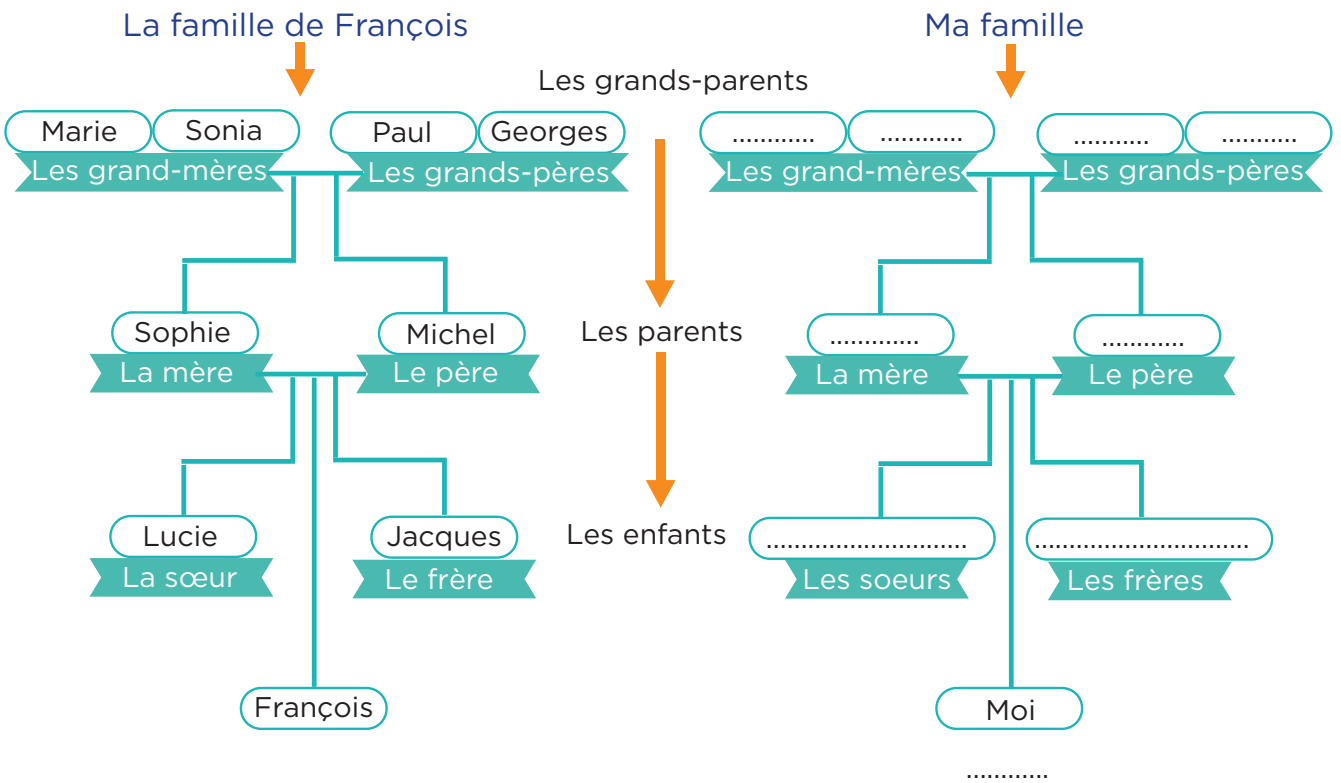 La famille de François
Ma famille
Les grands-parents
Marie Sonia Paul Georges
............ ............ ........... ...........
Les grand-mères Les grands-pères
Les grand-mères Les grands-pères
Sophie Michel
Les parents
............. ............
La mère Le père
La mère Le père
Lucie Jacques
Les enfants
............................. ...............................
La sœur Le frère
Les soeurs Les frères
François
Moi
............